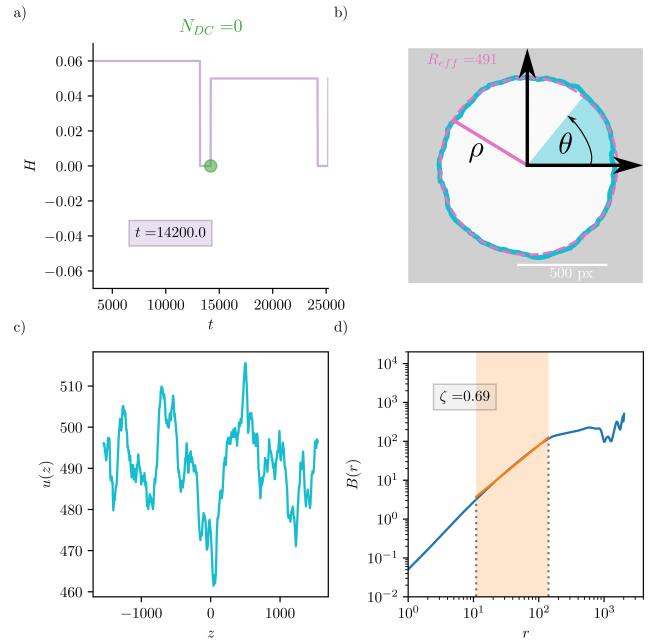 a)
N_DC =0
0.06
0.04
0.02
0.00
−0.02
−0.04
−0.06
H
t =14200.0
5000
10000
15000
20000
25000
t
b)
R_eff =491
ρ
θ
500 px
c)
510
500
490
480
470
460
u(z)
−1000
0
1000
z
d)
10^4
10^3
10^2
10^1
10^0
10^−1
10^−2
B(r)
ζ =0.69
10^0
10^1
10^2
10^3
r